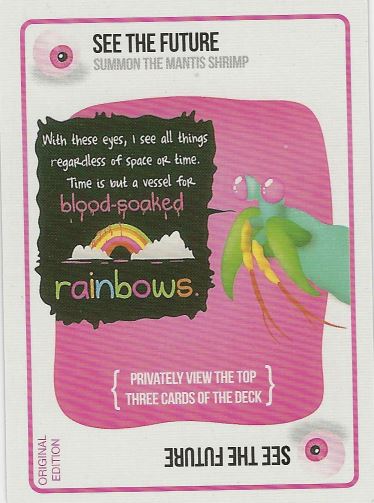 SEE THE FUTURE
SUMMON THE MANTIS SHRIMP
With these eyes, I see all things
regardless of space or time.
Time is but a vessel for
blood-soaked
rainbows.
{ PRIVATELY VIEW THE TOP
THREE CARDS OF THE DECK }
ORIGINAL
EDITION
SEE THE FUTURE